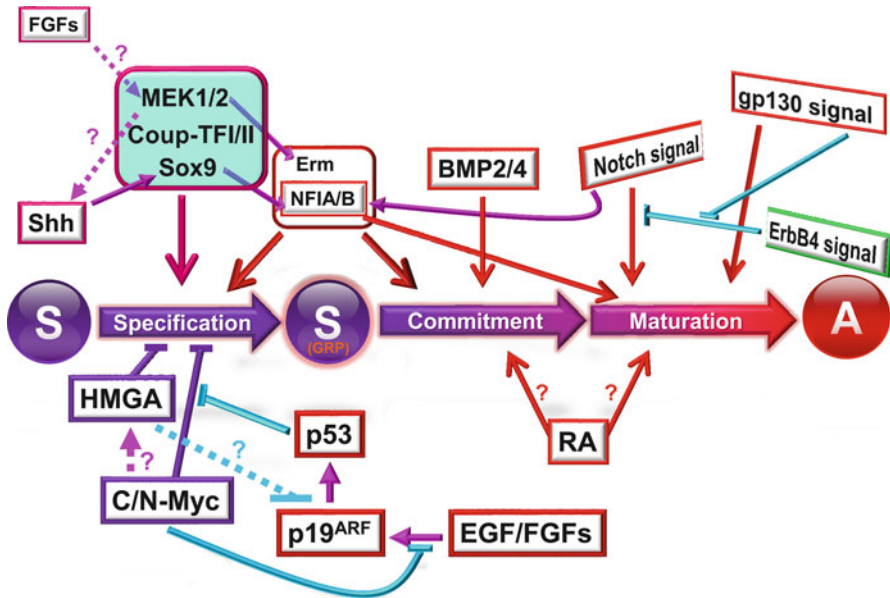 FGFs
?
MEK1/2
?
Coup-TFI/II
Sox9
Shh
Erm
NFIA/B
BMP2/4
Notch signal
gp130 signal
ErbB4 signal
S
Specification
S
(GRP)
Commitment
Maturation
A
HMGA
?
?
C/N-Myc
p53
p19ARF
EGF/FGFs
?
?
RA